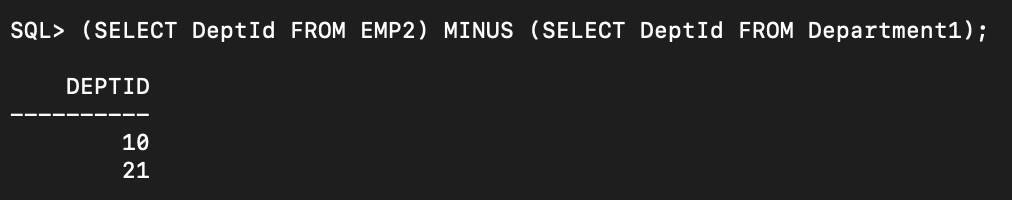 SQL> (SELECT DeptId FROM EMP2) MINUS (SELECT DeptId FROM Department1);
DEPTID
----------
10
21